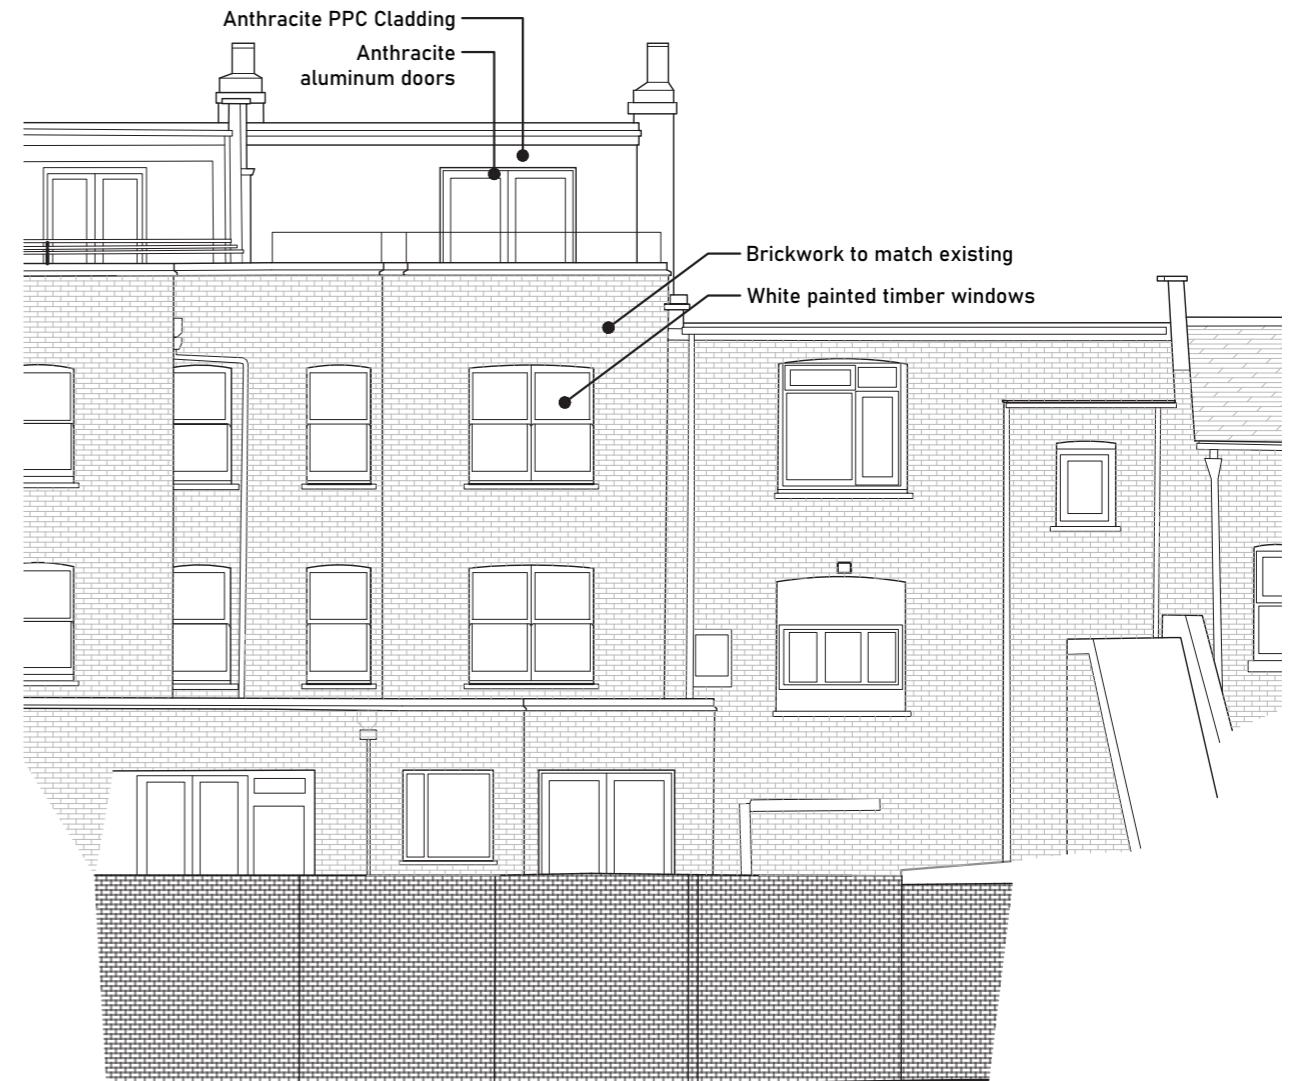 Anthracite PPC Cladding
Anthracite
aluminum doors
Brickwork to match existing
White painted timber windows